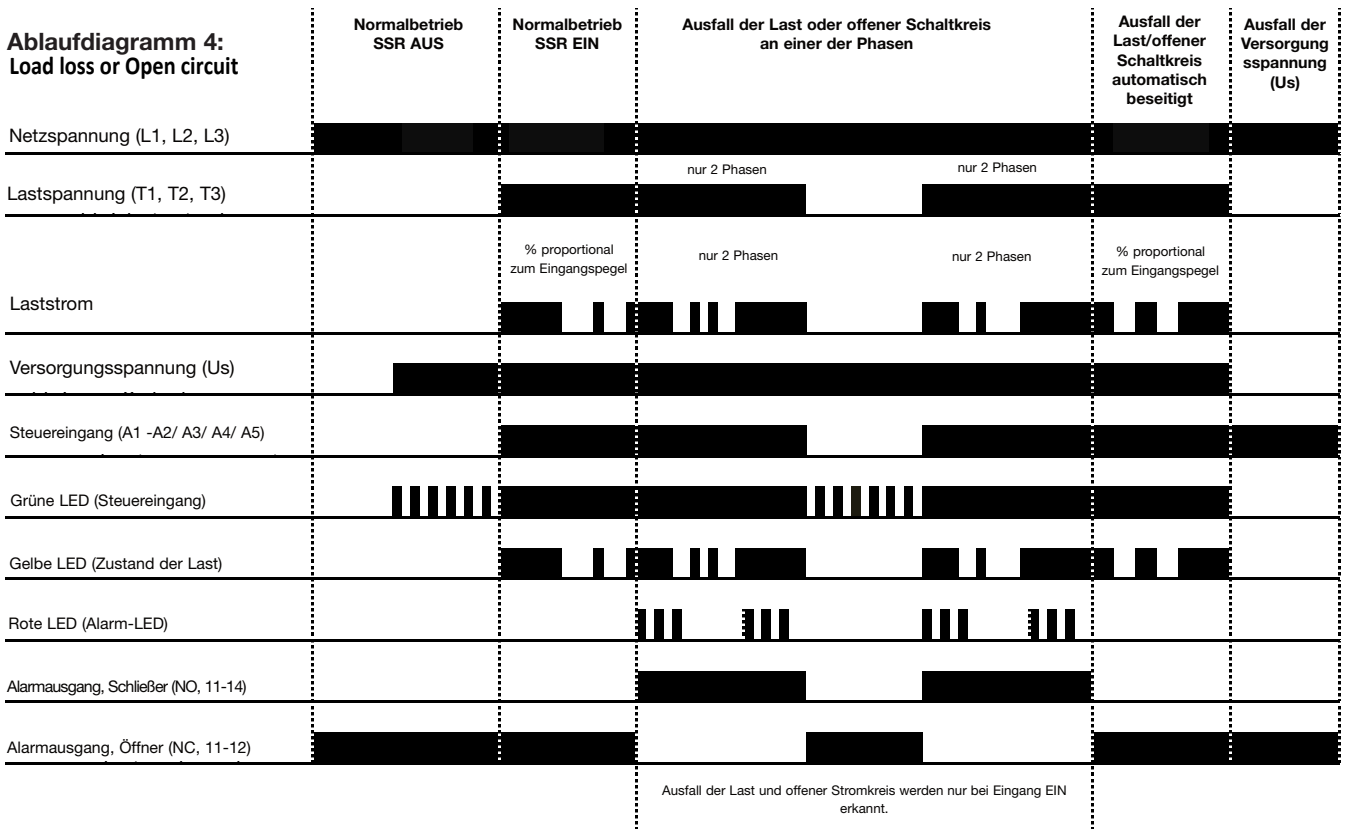 Ablaufdiagramm 4:
Load loss or Open circuit
Normalbetrieb
SSR AUS
Normalbetrieb
SSR EIN
Ausfall der Last oder offener Schaltkreis
an einer der Phasen
Ausfall der
Last/offener
Schaltkreis
automatisch
beseitigt
Ausfall der
Versorgung
sspannung
(Us)
Netzspannung (L1, L2, L3)
nur 2 Phasen
nur 2 Phasen
Lastspannung (T1, T2, T3)
% proportional
zum Eingangspegel
nur 2 Phasen
nur 2 Phasen
% proportional
zum Eingangspegel
Laststrom
Versorgungsspannung (Us)
Steuereingang (A1 -A2/ A3/ A4/ A5)
Grüne LED (Steuereingang)
Gelbe LED (Zustand der Last)
Rote LED (Alarm-LED)
Alarmausgang, Schließer (NO, 11-14)
Alarmausgang, Öffner (NC, 11-12)
Ausfall der Last und offener Stromkreis werden nur bei Eingang EIN
erkannt.